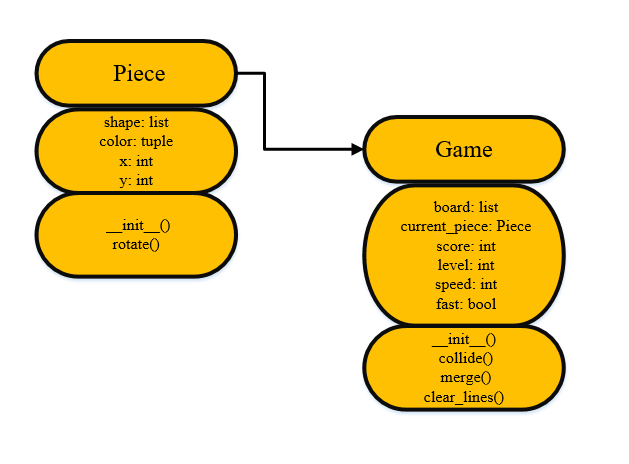 Piece
shape: list
color: tuple
x: int
y: int
__init__()
rotate()
Game
board: list
current_piece: Piece
score: int
level: int
speed: int
fast: bool
__init__()
collide()
merge()
clear_lines()